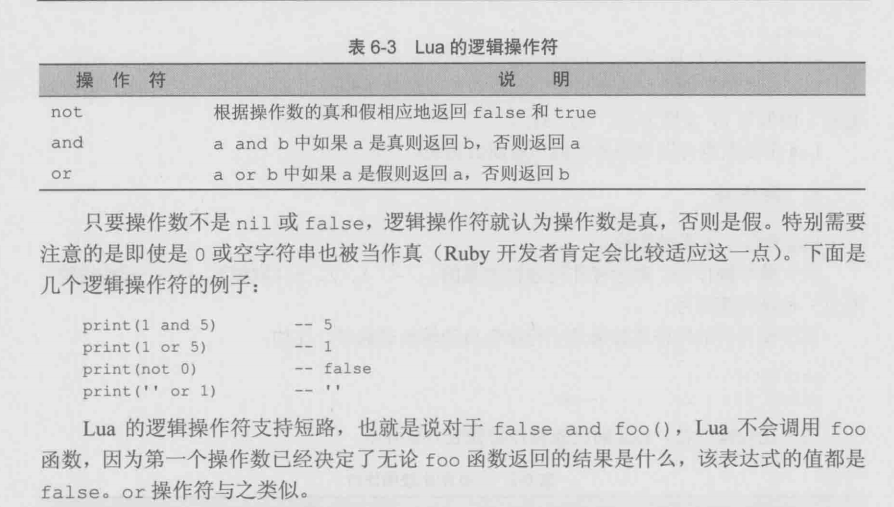 表 6-3 Lua 的逻辑操作符
操 作 符 说 明
not 根据操作数的真和假相应地返回 false 和 true
and a and b 中如果 a 是真则返回 b，否则返回 a
or a or b 中如果 a 是假则返回 a，否则返回 b
只要操作数不是 nil 或 false，逻辑操作符就认为操作数是真，否则是假。特别需要
注意的是即使是 0 或空字符串也被当作真（Ruby 开发者肯定会比较适应这一点）。下面是
几个逻辑操作符的例子：
print(1 and 5) -- 5
print(1 or 5) -- 1
print(not 0) -- false
print('' or 1) -- ''
Lua 的逻辑操作符支持短路，也就是说对于 false and foo()，Lua 不会调用 foo
函数，因为第一个操作数已经决定了无论 foo 函数返回的结果是什么，该表达式的值都是
false。or 操作符与之类似。